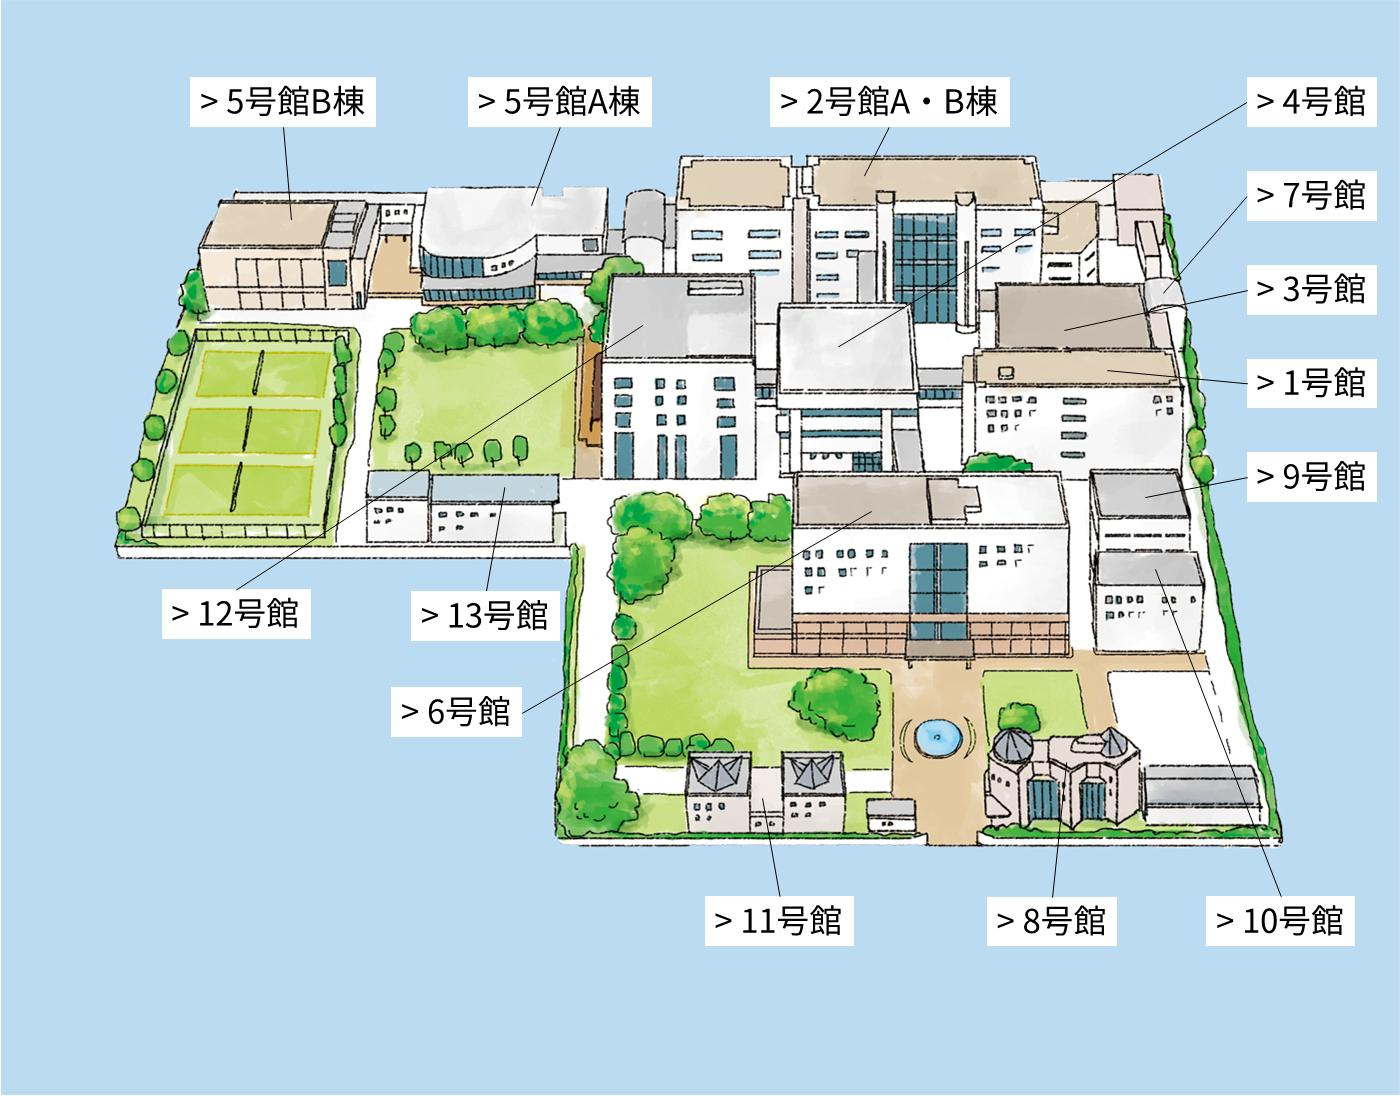 > 5号館B棟
> 5号館A棟
> 2号館A・B棟
> 4号館
> 7号館
> 3号館
> 1号館
> 9号館
> 12号館
> 13号館
> 6号館
> 11号館
> 8号館
> 10号館